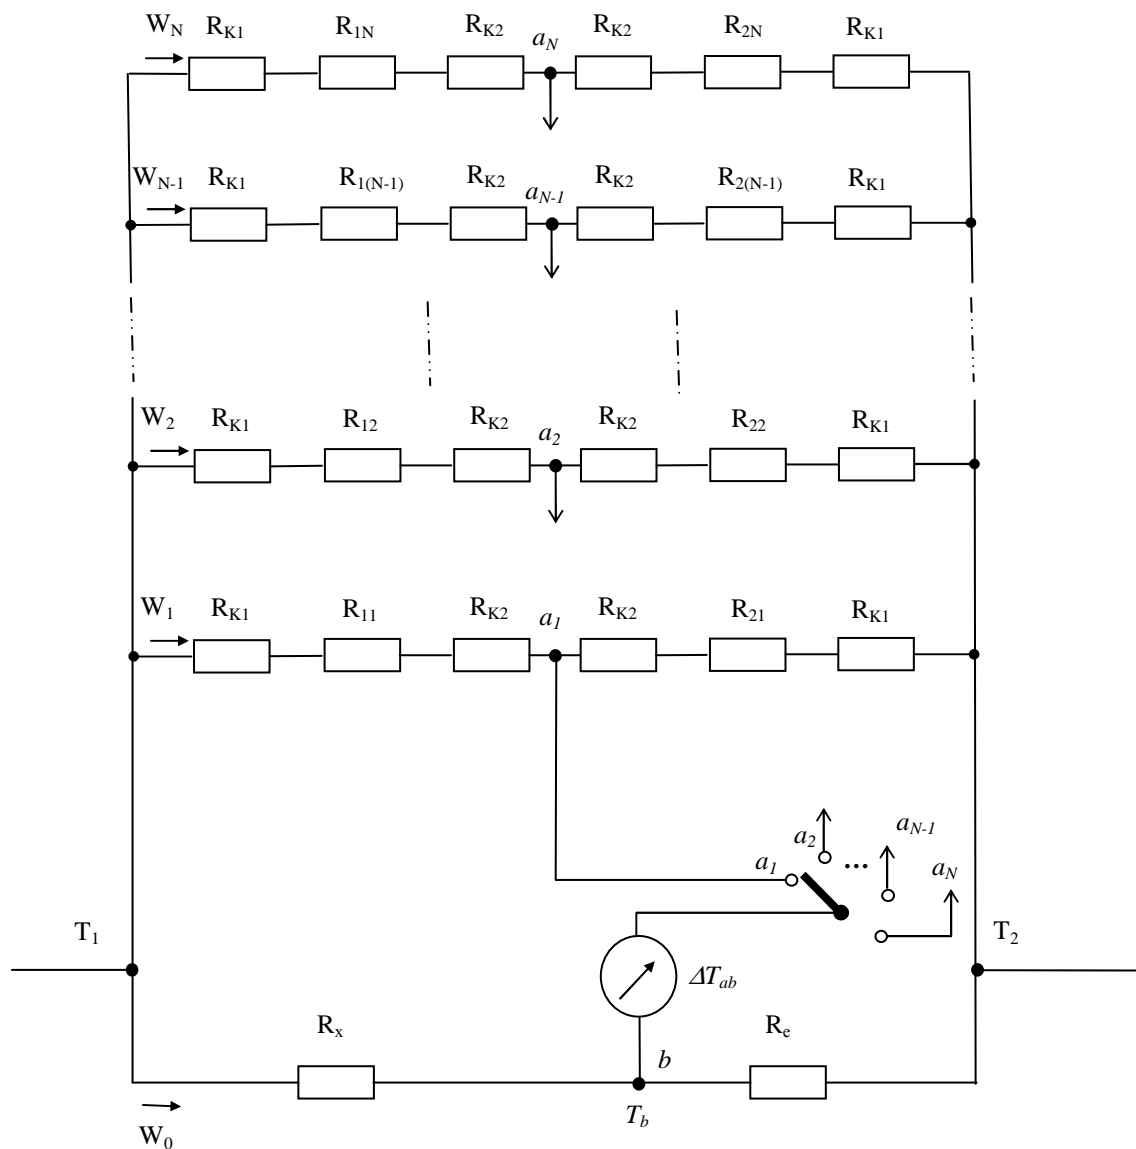 W_N R_K1 R_1N R_K2 a_N R_K2 R_2N R_K1
W_N-1 R_K1 R_1(N-1) R_K2 a_N-1 R_K2 R_2(N-1) R_K1
W_2 R_K1 R_12 R_K2 a_2 R_K2 R_22 R_K1
W_1 R_K1 R_11 R_K2 a_1 R_K2 R_21 R_K1
a_1 a_2 ... a_N-1 a_N
T_1 T_2
ΔT_ab
R_x R_e
b
T_b
W_0